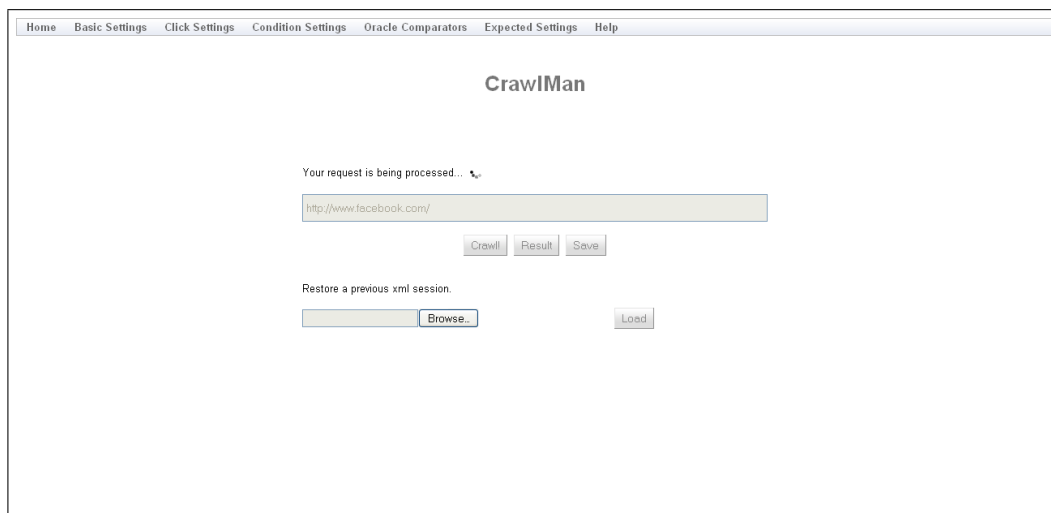 Home Basic Settings Click Settings Condition Settings Oracle Comparators Expected Settings Help
CrawlMan
Your request is being processed...
http://www.facebook.com/
Crawl! Result Save
Restore a previous xml session.
Browse... Load